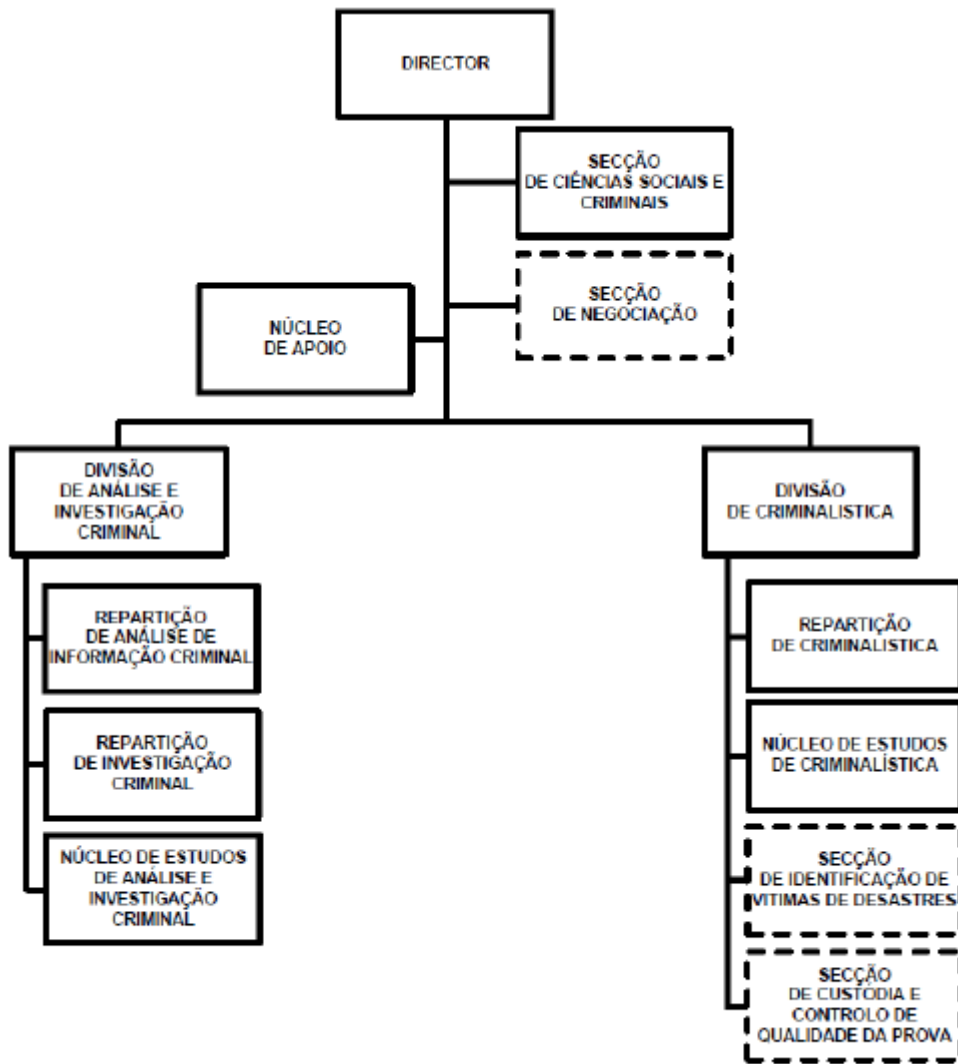 DIRECTOR
SECÇÃO
DE CIÊNCIAS SOCIAIS E
CRIMINAIS
SECÇÃO
DE NEGOCIAÇÃO
NÚCLEO
DE APOIO
DIVISÃO
DE ANÁLISE E
INVESTIGAÇÃO
CRIMINAL
REPARTIÇÃO
DE ANÁLISE DE
INFORMAÇÃO CRIMINAL
REPARTIÇÃO
DE INVESTIGAÇÃO
CRIMINAL
NÚCLEO DE ESTUDOS
DE ANÁLISE E
INVESTIGAÇÃO
CRIMINAL
DIVISÃO
DE CRIMINALISTICA
REPARTIÇÃO
DE CRIMINALISTICA
NÚCLEO DE ESTUDOS
DE CRIMINALÍSTICA
SECÇÃO
DE IDENTIFICAÇÃO DE
VITIMAS DE DESASTRES
SECÇÃO
DE CUSTÓDIA E
CONTROLO DE
QUALIDADE DA PROVA